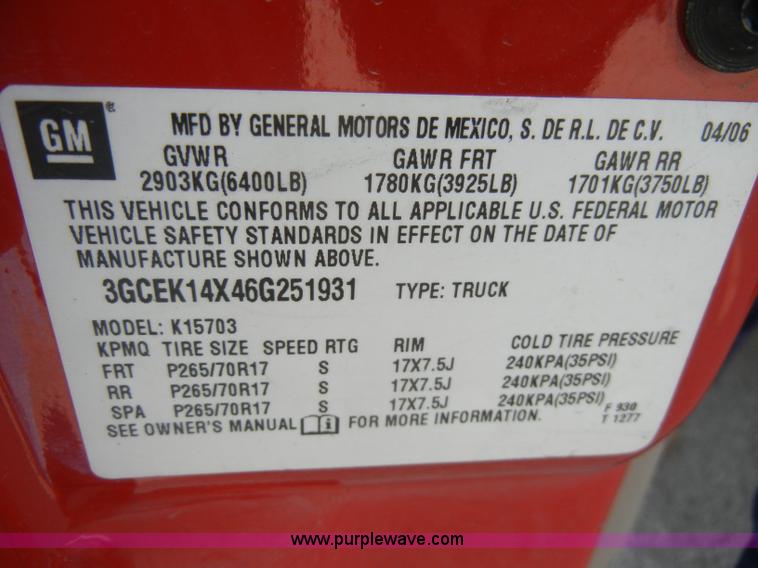 GM ®
MFD BY GENERAL MOTORS DE MEXICO, S. DE R.L. DE C.V. 04/06
GVWR GAWR FRT GAWR RR
2903KG(6400LB) 1780KG(3925LB) 1701KG(3750LB)
THIS VEHICLE CONFORMS TO ALL APPLICABLE U.S. FEDERAL MOTOR
VEHICLE SAFETY STANDARDS IN EFFECT ON THE DATE OF
MANUFACTURE SHOWN ABOVE.
3GCEK14X46G251931 TYPE: TRUCK
MODEL: K15703
KPMQ TIRE SIZE SPEED RTG RIM COLD TIRE PRESSURE
FRT P265/70R17 S 17X7.5J 240KPA(35PSI)
RR P265/70R17 S 17X7.5J 240KPA(35PSI)
SPA P265/70R17 S 17X7.5J 240KPA(35PSI) F 930
SEE OWNER'S MANUAL i FOR MORE INFORMATION. T 1277
www.purplewave.com